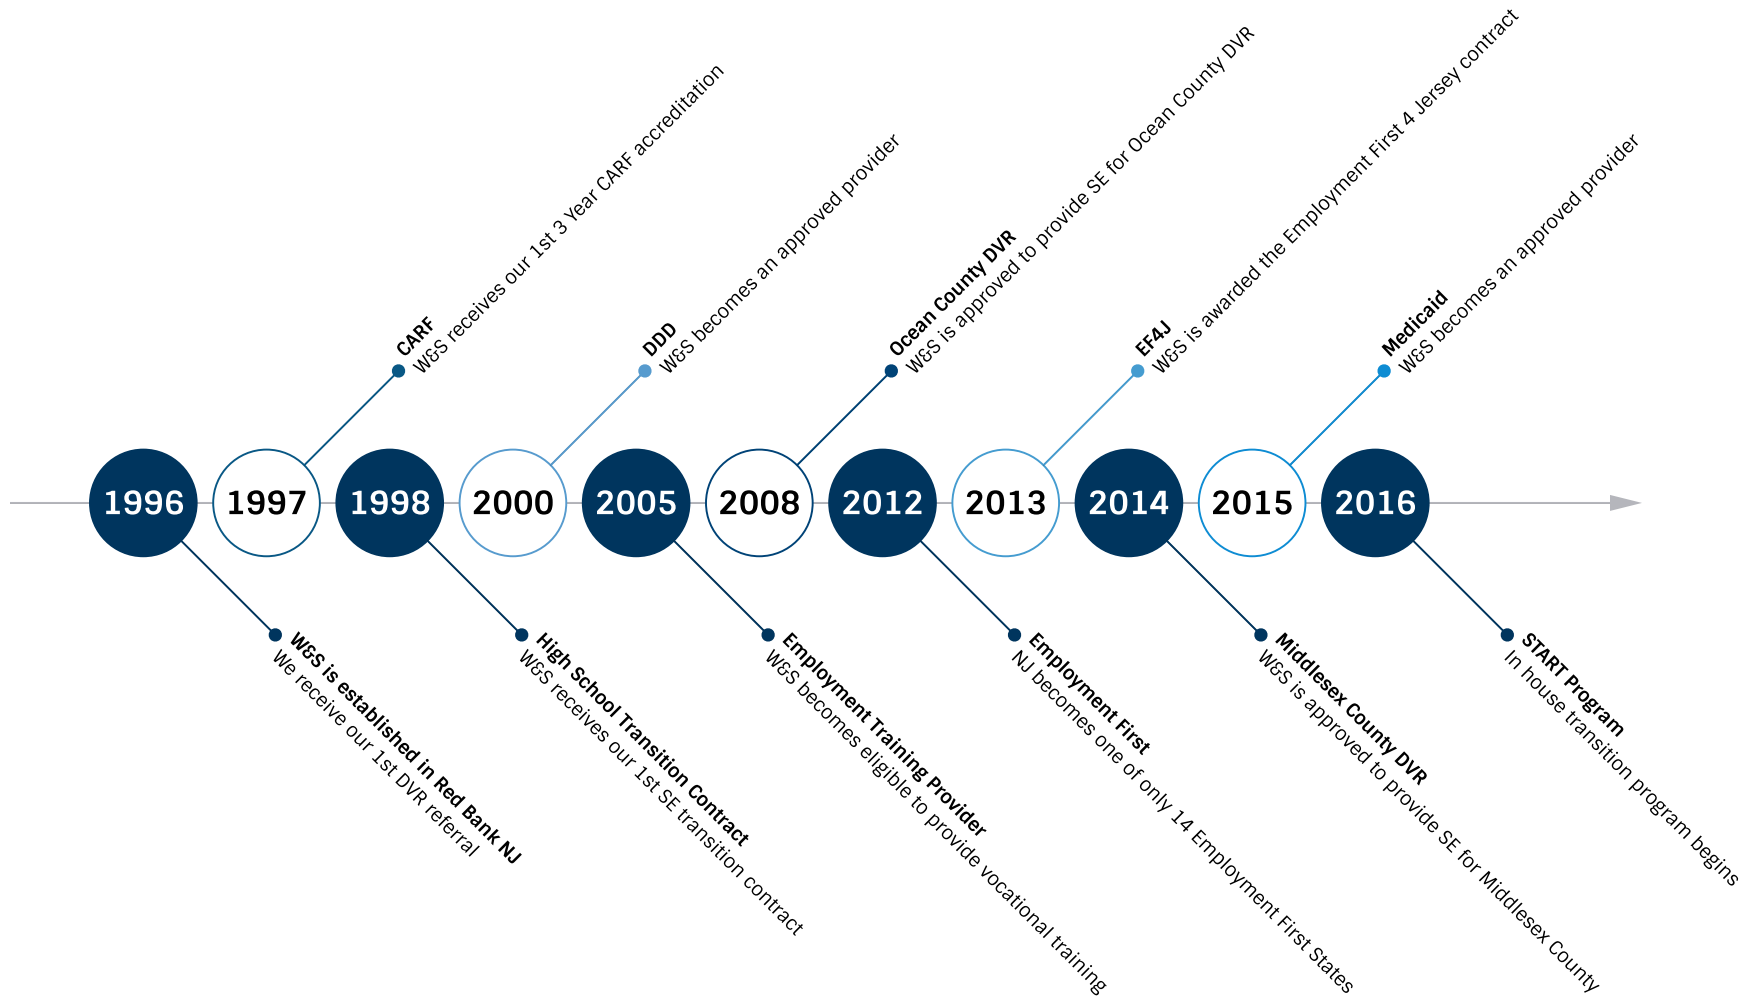 CARF
W&S receives our 1st 3 Year CARF accreditation
DDD
W&S becomes an approved provider
Ocean County DVR
W&S is approved to provide SE for Ocean County DVR
EF4J
W&S is awarded the Employment First 4 Jersey contract
Medicaid
W&S becomes an approved provider
1996
1997
1998
2000
2005
2008
2012
2013
2014
2015
2016
W&S is established in Red Bank NJ
We receive our 1st DVR referral
High School Transition Contract
W&S receives our 1st SE transition contract
Employment Training Provider
W&S becomes eligible to provide vocational training
Employment First
NJ becomes one of only 14 Employment First States
Middlesex County DVR
W&S is approved to provide SE for Middlesex County
START Program
In house transition program begins